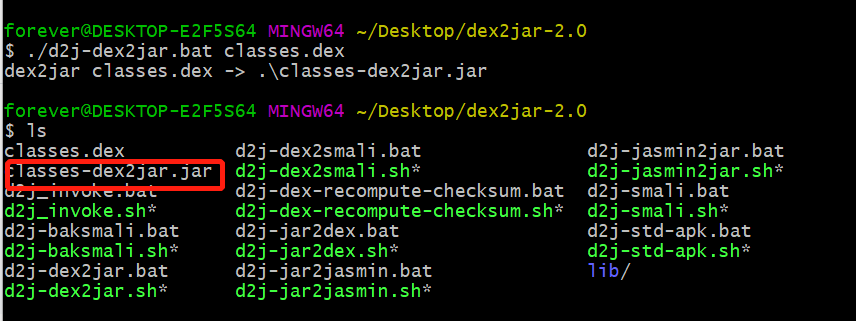 forever@DESKTOP-E2F5S64 MINGW64 ~/Desktop/dex2jar-2.0
$ ./d2j-dex2jar.bat classes.dex
dex2jar classes.dex -> .\classes-dex2jar.jar
forever@DESKTOP-E2F5S64 MINGW64 ~/Desktop/dex2jar-2.0
$ ls
classes.dex d2j-dex2smali.bat d2j-jasmin2jar.bat
classes-dex2jar.jar d2j-dex2smali.sh* d2j-jasmin2jar.sh*
d2j_invoke.bat d2j-dex-recompute-checksum.bat d2j-smali.bat
d2j_invoke.sh* d2j-dex-recompute-checksum.sh* d2j-smali.sh*
d2j-baksmali.bat d2j-jar2dex.bat d2j-std-apk.bat
d2j-baksmali.sh* d2j-jar2dex.sh* d2j-std-apk.sh*
d2j-dex2jar.bat d2j-jar2jasmin.bat lib/
d2j-dex2jar.sh* d2j-jar2jasmin.sh*